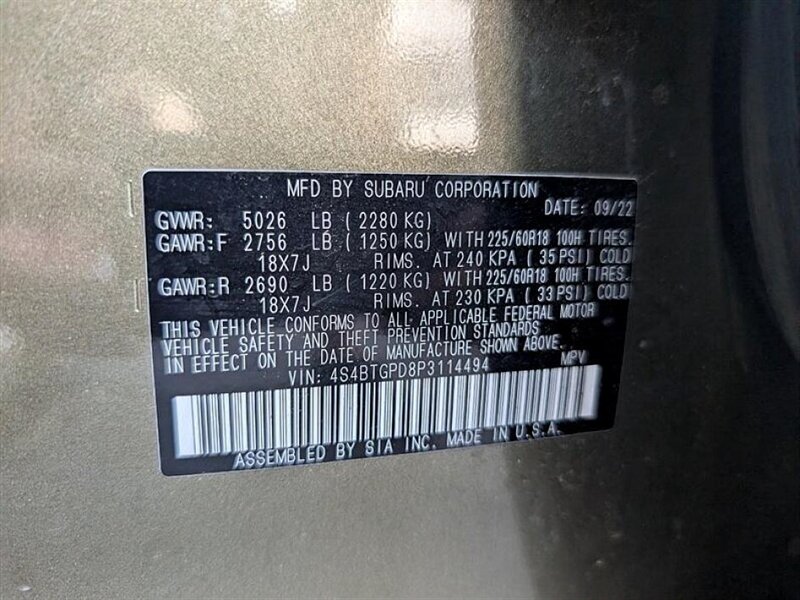 MFD BY SUBARU CORPORATION
DATE: 09/22
GVWR: 5026 LB (2280 KG)
GAWR:F 2756 LB (1250 KG) WITH 225/60R18 100H TIRES.
18X7J RIMS. AT 240 KPA (35 PSI) COLD
GAWR:R 2690 LB (1220 KG) WITH 225/60R18 100H TIRES.
18X7J RIMS. AT 230 KPA (33 PSI) COLD
THIS VEHICLE CONFORMS TO ALL APPLICABLE FEDERAL MOTOR
VEHICLE SAFETY AND THEFT PREVENTION STANDARDS
IN EFFECT ON THE DATE OF MANUFACTURE SHOWN ABOVE.
VIN: 4S4BTGPD8P3114494 MPV
ASSEMBLED BY SIA INC. MADE IN U.S.A.